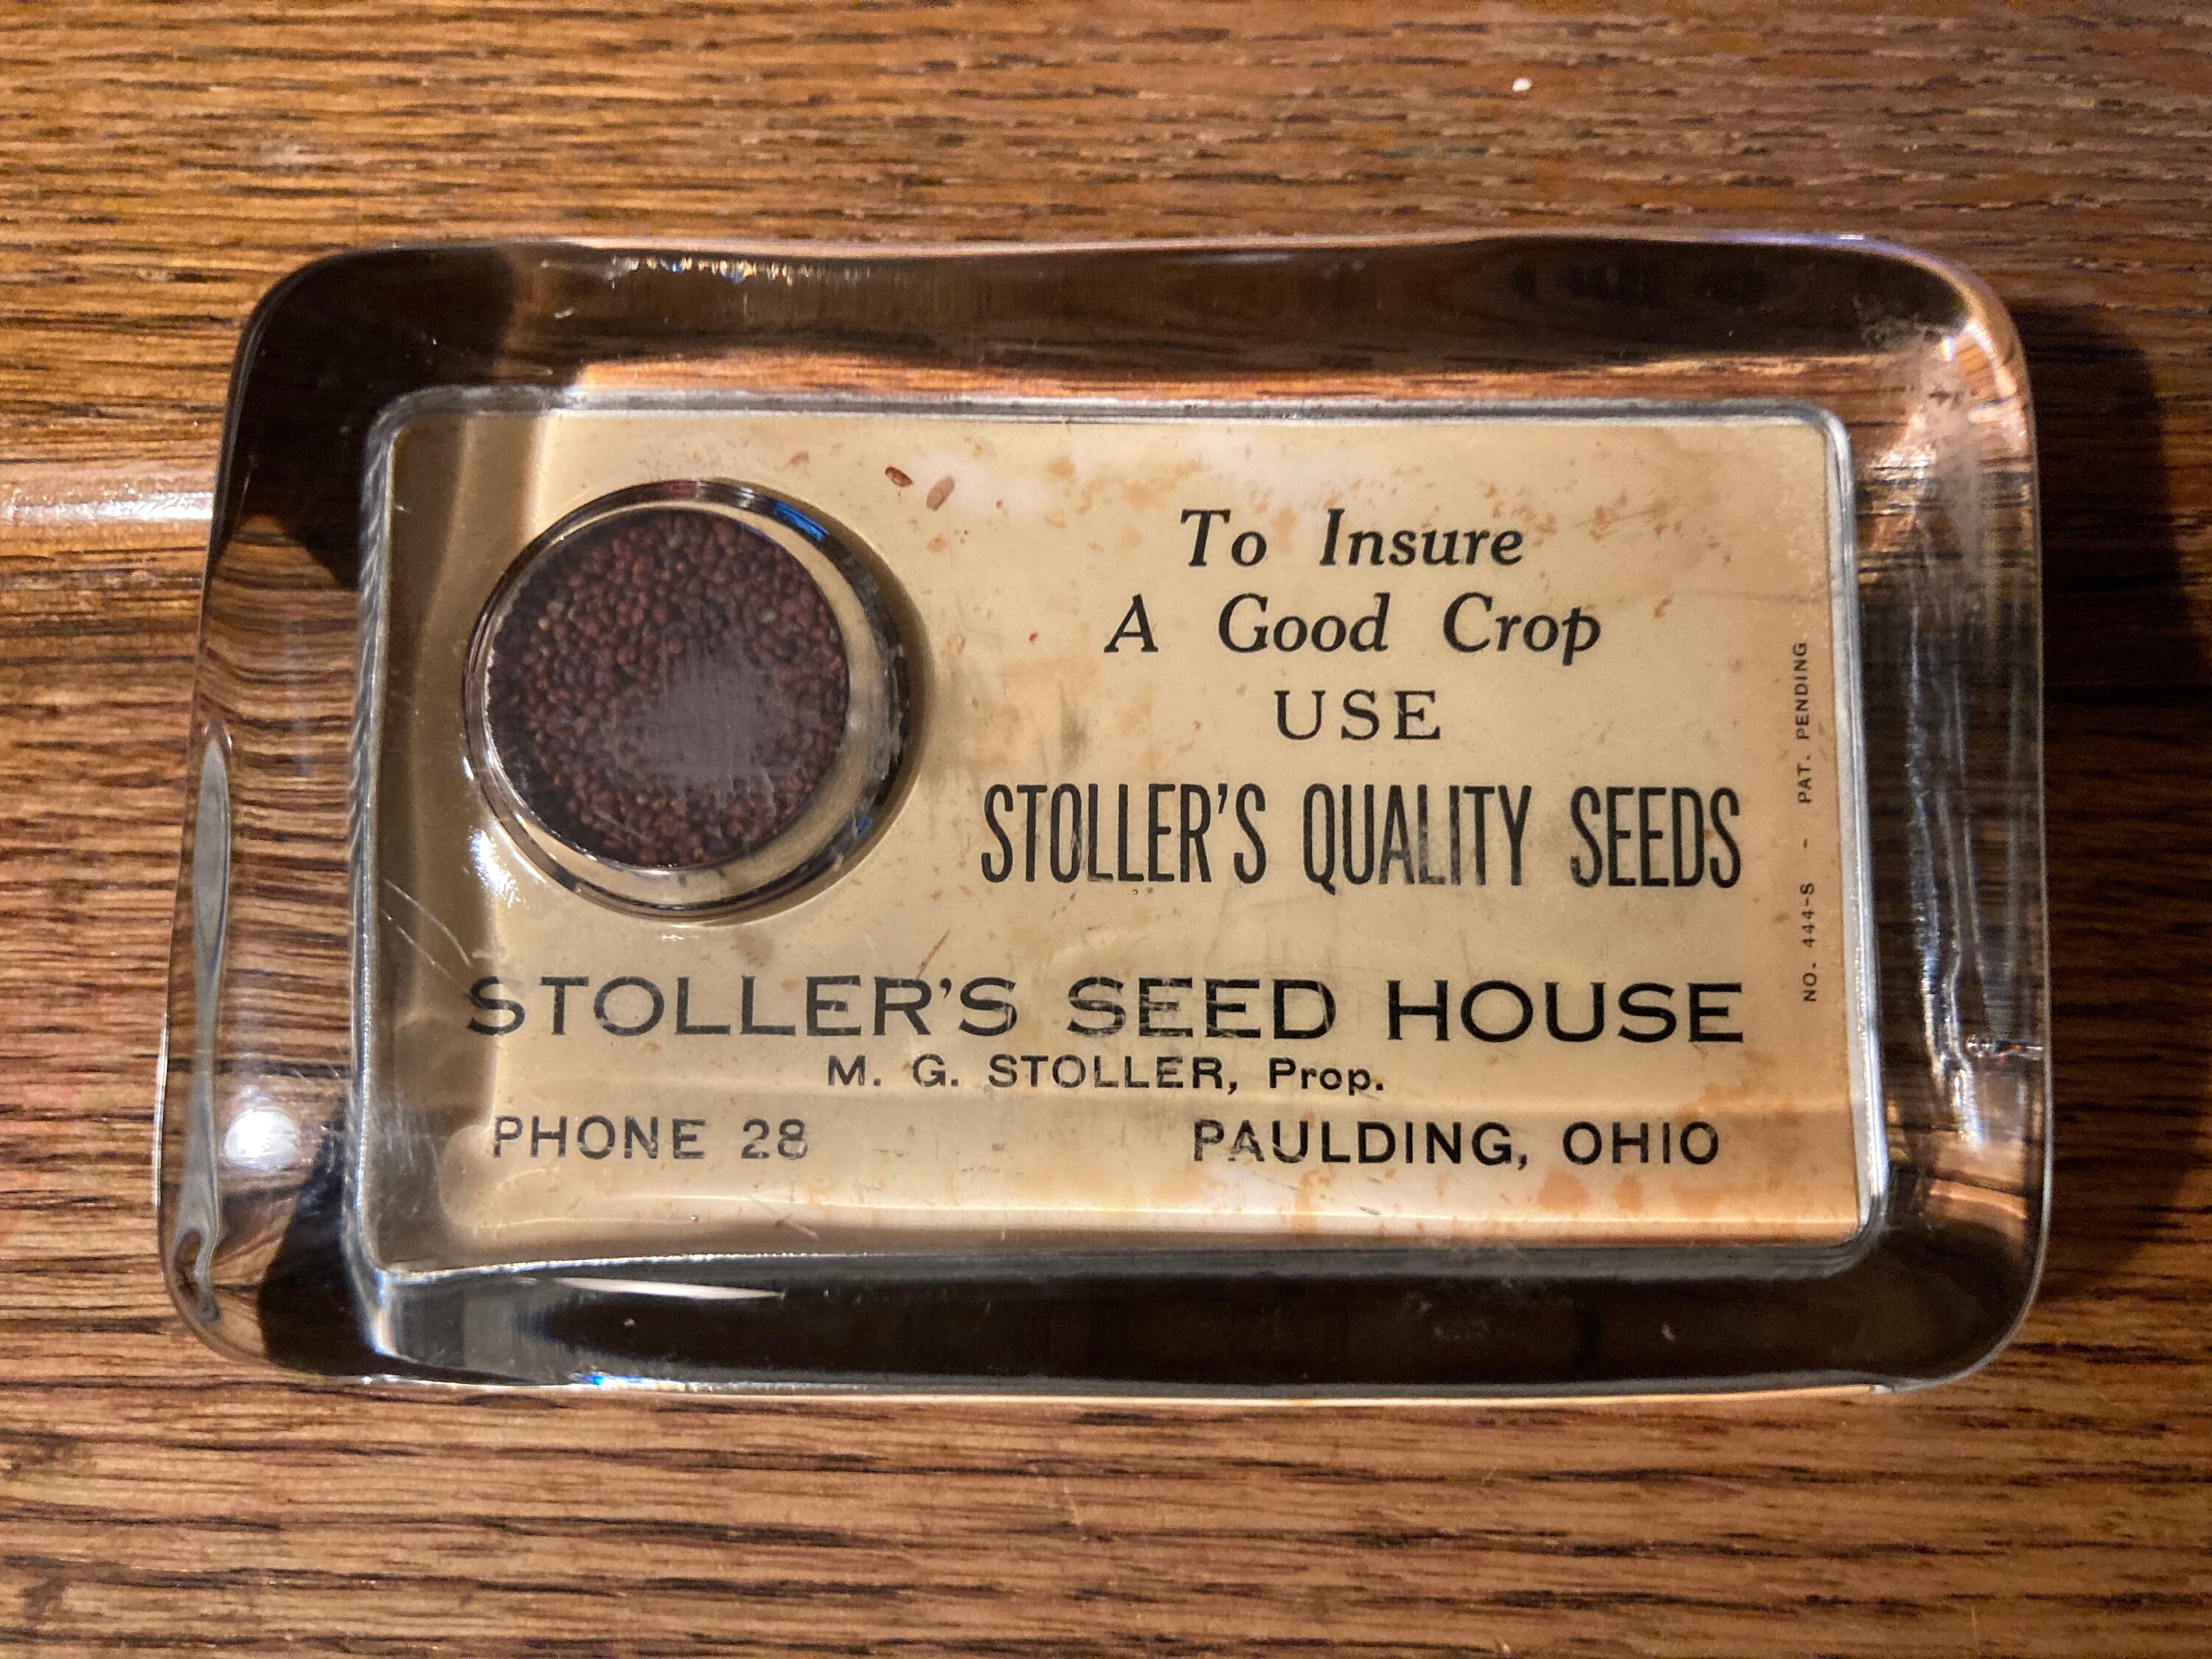 To Insure
A Good Crop
USE
STOLLER'S QUALITY SEEDS
STOLLER'S SEED HOUSE
M. G. STOLLER, Prop.
PHONE 28 PAULDING, OHIO
NO. 444-S - PAT. PENDING